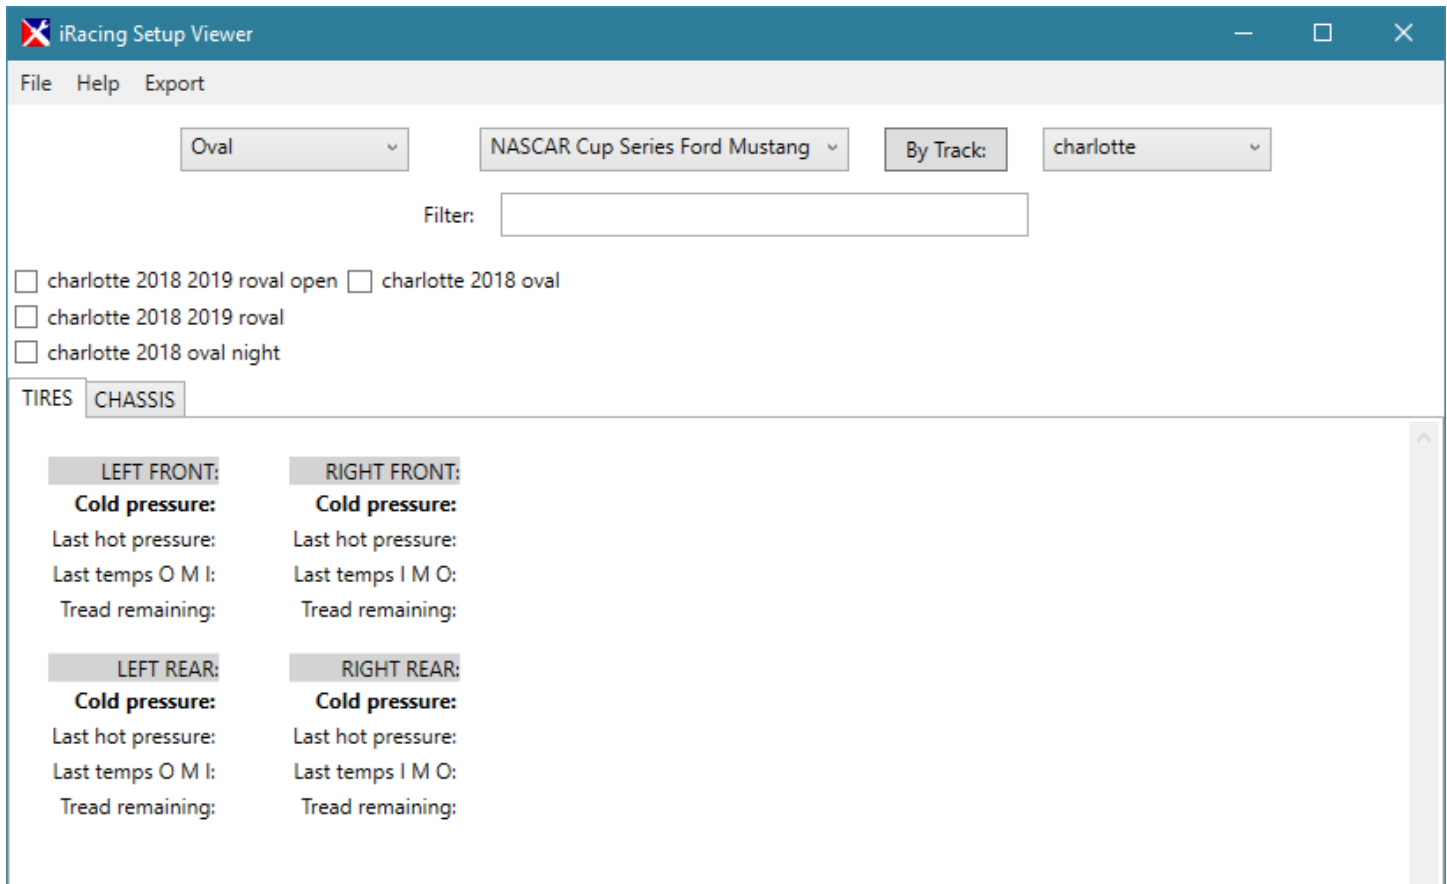 iRacing Setup Viewer
File Help Export
Oval NASCAR Cup Series Ford Mustang By Track: charlotte
Filter:
charlotte 2018 2019 roval open charlotte 2018 oval
charlotte 2018 2019 roval
charlotte 2018 oval night
TIRES CHASSIS
LEFT FRONT: RIGHT FRONT:
Cold pressure: Cold pressure:
Last hot pressure: Last hot pressure:
Last temps O M I: Last temps I M O:
Tread remaining: Tread remaining:
LEFT REAR: RIGHT REAR:
Cold pressure: Cold pressure:
Last hot pressure: Last hot pressure:
Last temps O M I: Last temps I M O:
Tread remaining: Tread remaining: